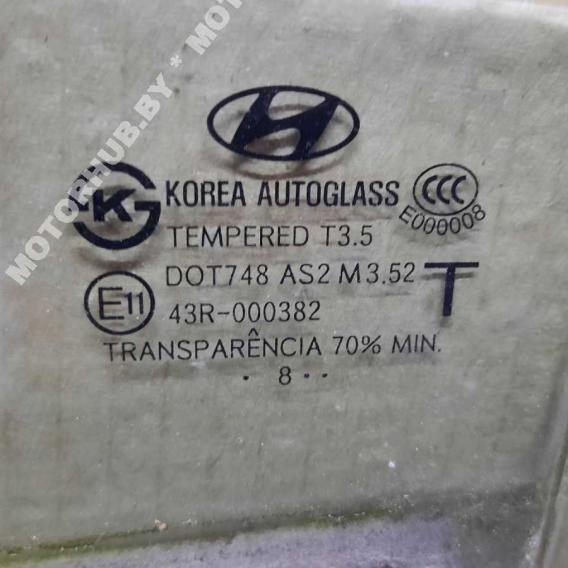 MOTORHUB.BY * MOT
KOREA AUTOGLASS
CCC
E000008
K
TEMPERED T3.5
DOT748 AS2 M3.52
T
E11
43R-000382
TRANSPARÊNCIA 70% MIN.
. 8 . .